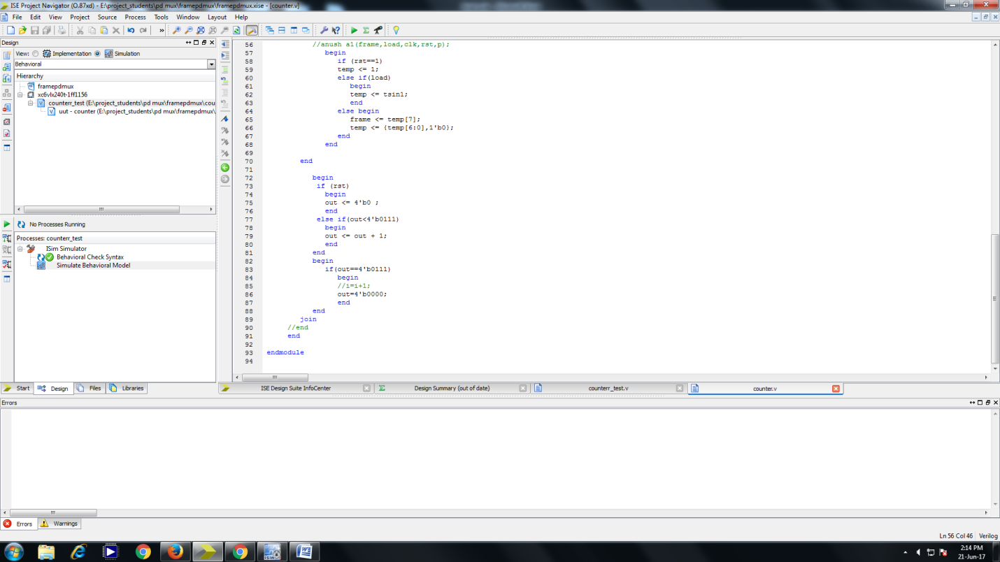 ISE Project Navigator (O.87xd) - E:\project_students\pd mux\framepdmux\framepdmux.xise - [counter.v]
File Edit View Project Source Process Tools Window Layout Help
Design
View: Implementation Simulation
Behavioral
Hierarchy
framepdmux
xc6vlx240t-1ff1156
counterr_test (E:\project_students\pd mux\framepdmux\cou
uut - counter (E:\project_students\pd mux\framepdmux\
No Processes Running
Processes: counterr_test
ISim Simulator
Behavioral Check Syntax
Simulate Behavioral Model
Start Design Files Libraries
56 //anush a1(frame,load,clk,rst,p);
57 begin
58 if (rst==1)
59 temp <= 1;
60 else if(load)
61 begin
62 temp <= tsin1;
63 end
64 else begin
65 frame <= temp[7];
66 temp <= {temp[6:0],1'b0};
67 end
68 end
69
70 end
71
72 begin
73 if (rst)
74 begin
75 out <= 4'b0 ;
76 end
77 else if(out<4'b0111)
78 begin
79 out <= out + 1;
80 end
81 end
82 begin
83 if(out==4'b0111)
84 begin
85 //i=i+1;
86 out=4'b0000;
87 end
88 end
89 join
90 //end
91 end
92
93 endmodule
94
ISE Design Suite InfoCenter Design Summary (out of date) counterr_test.v counter.v
Errors
Errors Warnings
Ln 56 Col 46 Verilog
2:14 PM
21-Jun-17